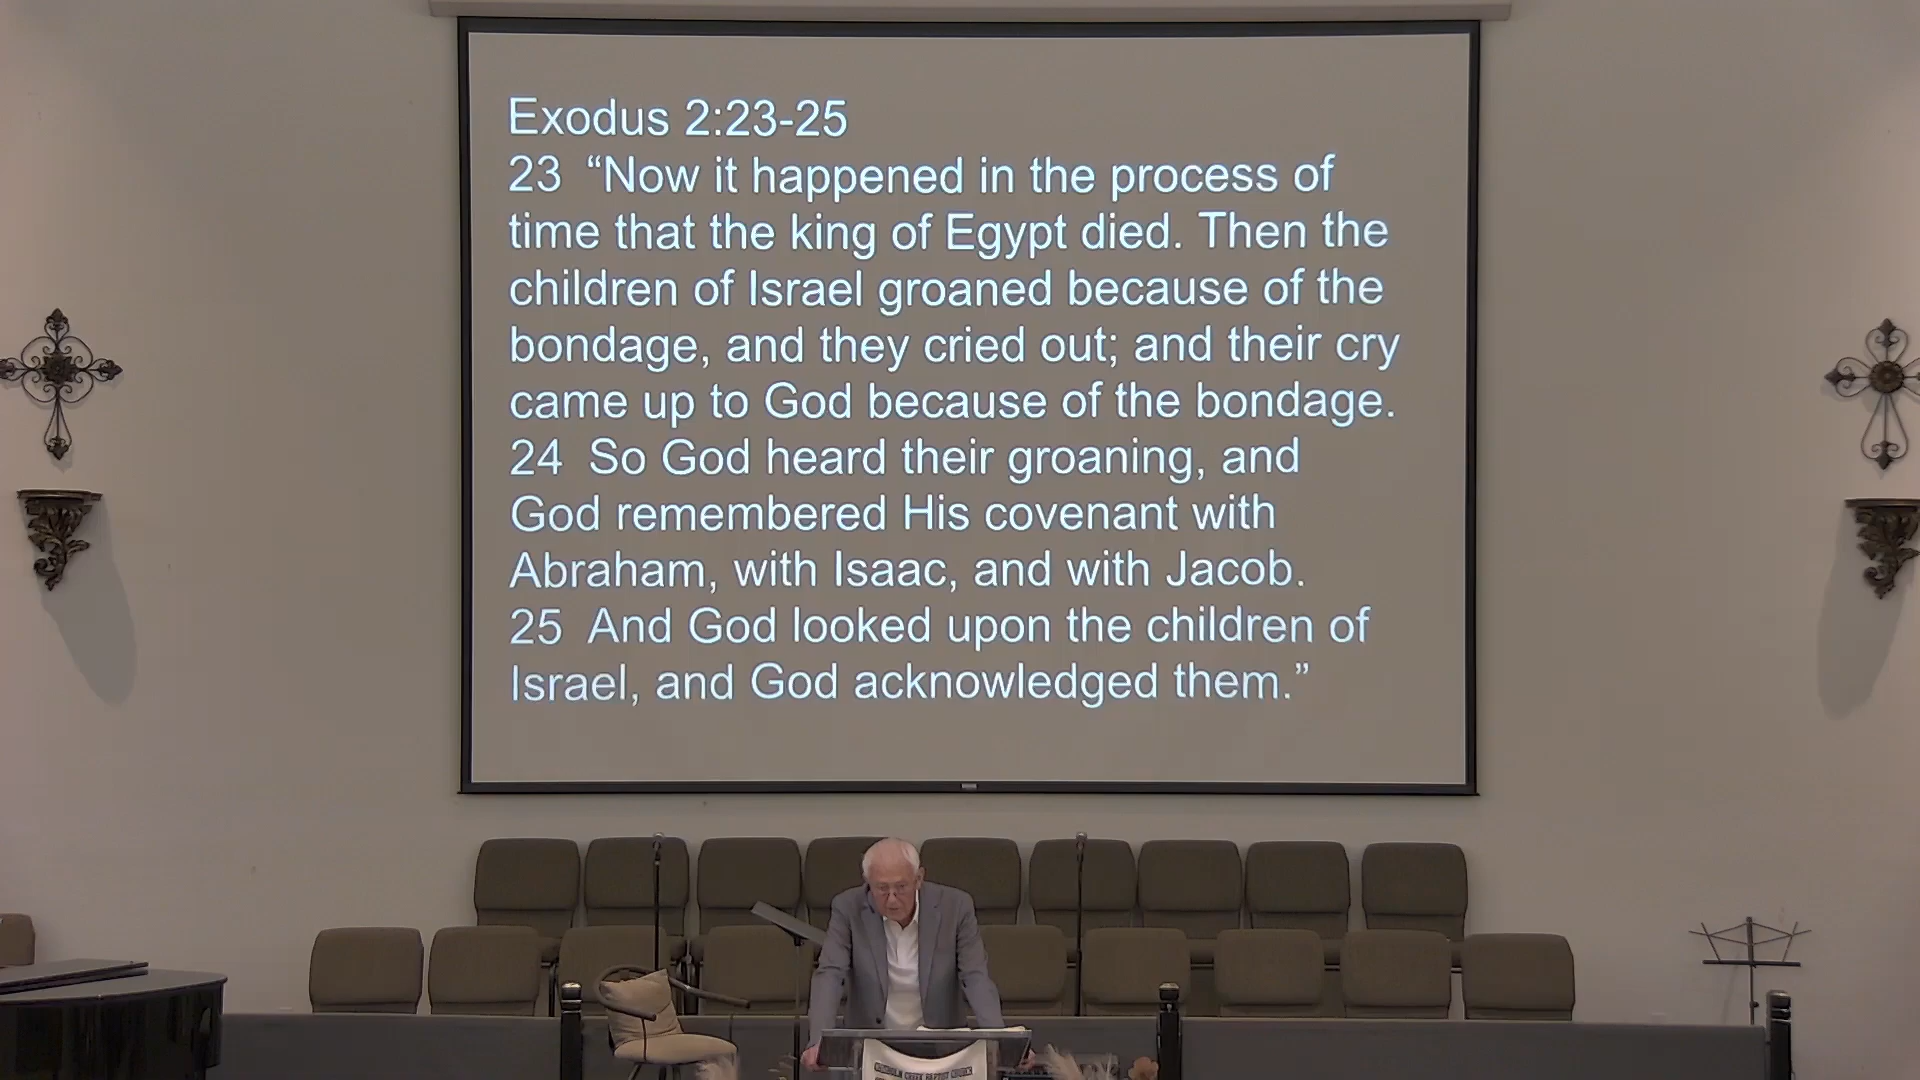 Exodus 2:23-25
23 “Now it happened in the process of
time that the king of Egypt died. Then the
children of Israel groaned because of the
bondage, and they cried out; and their cry
came up to God because of the bondage.
24 So God heard their groaning, and
God remembered His covenant with
Abraham, with Isaac, and with Jacob.
25 And God looked upon the children of
Israel, and God acknowledged them.”
CREEK BAPTIST CHURCH